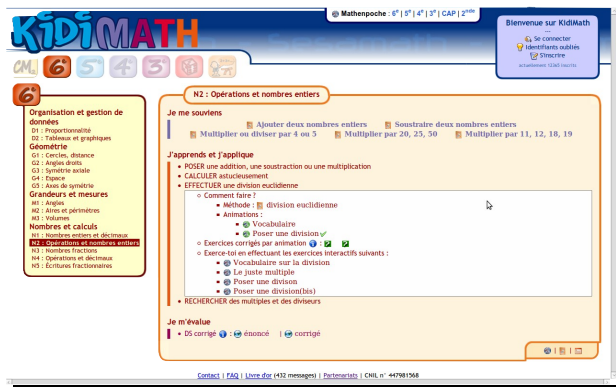 KiDiMATH
Mathenpoche : 6e | 5e | 4e | 3e | CAP | 2nde
Bienvenue sur KidiMath
---
Se connecter
Identifiants oubliés
S'inscrire
CM2 6e 5e 4e 3e
6e
Organisation et gestion de
données
D1 : Proportionnalité
D2 : Tableaux et graphiques
Géométrie
G1 : Cercles, distance
G2 : Angles droits
G3 : Symétrie axiale
G4 : Espace
G5 : Axes de symétrie
Grandeurs et mesures
M1 : Angles
M2 : Aires et périmètres
M3 : Volumes
Nombres et calculs
N1 : Nombres entiers et décimaux
N2 : Opérations et nombres entiers
N3 : Nombres fractions
N4 : Opérations et décimaux
N5 : Écritures fractionnaires
N2 : Opérations et nombres entiers
Je me souviens
Ajouter deux nombres entiers Soustraire deux nombres entiers
Multiplier ou diviser par 4 ou 5 Multiplier par 20, 25, 50 Multiplier par 11, 12, 18, 19
J'apprends et j'applique
POSER une addition, une soustraction ou une multiplication
CALCULER astucieusement
EFFECTUER une division euclidienne
Comment faire ?
Méthode : division euclidienne
Animations :
Vocabulaire
Poser une division
Exercices corrigés par animation :
Exerce-toi en effectuant les exercices interactifs suivants :
Vocabulaire sur la division
Le juste multiple
Poser une divison
Poser une division(bis)
RECHERCHER des multiples et des diviseurs
Je m'évalue
DS corrigé : énoncé | corrigé
Contact | FAQ | Livre d'or (432 messages) | Partenariats | CNIL n° 447981568